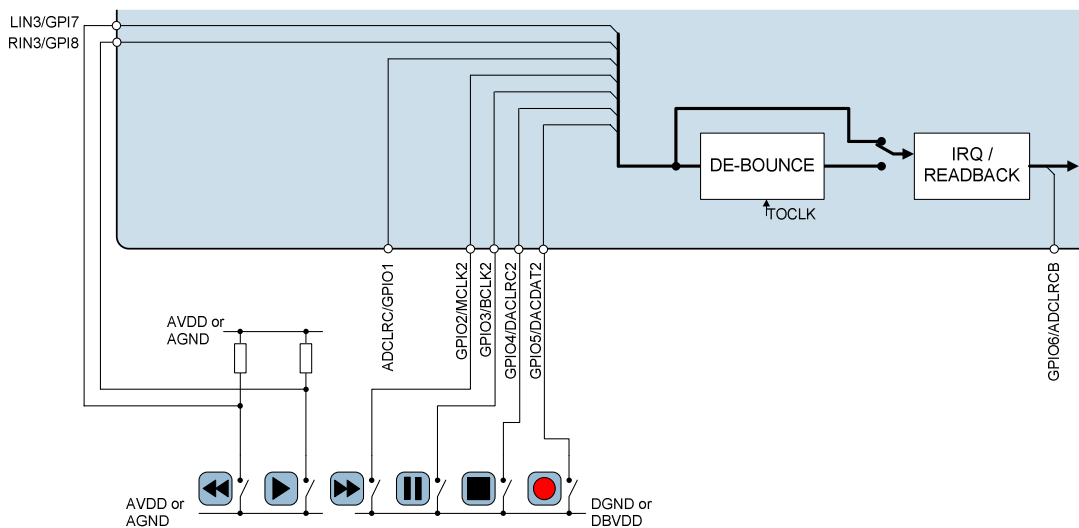 LIN3/GPI7
RIN3/GPI8
DE-BOUNCE
IRQ /
READBACK
TOCLK
ADCLRC/GPIO1
GPIO2/MCLK2
GPIO3/BCLK2
GPIO4/DACLRC2
GPIO5/DACDAT2
GPIO6/ADCLRCB
AVDD or
AGND
AVDD or
AGND
DGND or
DBVDD